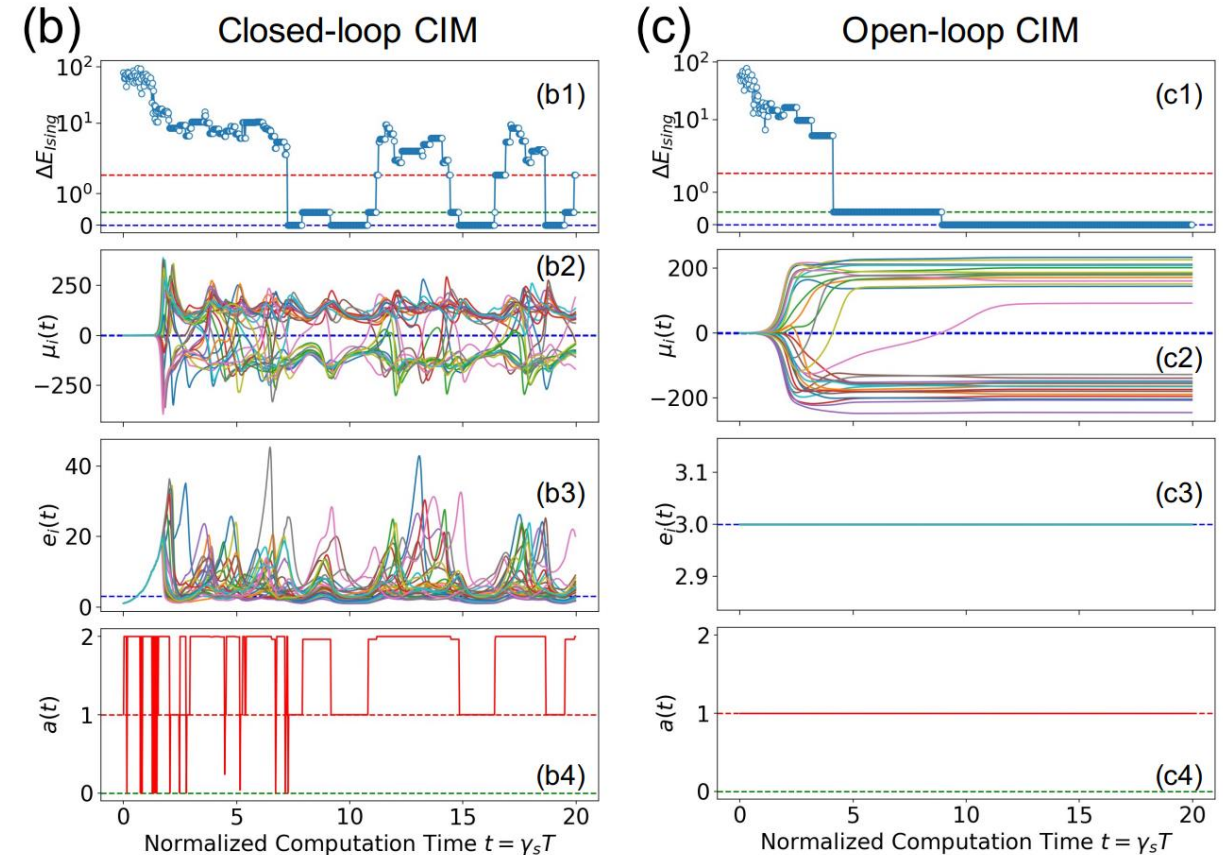 (b) Closed-loop CIM
10²
10¹
10⁰
0
ΔE_Ising
(b1)
250
0
−250
μᵢ(t)
(b2)
40
20
0
eᵢ(t)
(b3)
2
1
0
a(t)
(b4)
0 5 10 15 20
Normalized Computation Time t = γₛT
(c) Open-loop CIM
10²
10¹
10⁰
0
ΔE_Ising
(c1)
200
0
−200
μᵢ(t)
(c2)
3.1
3.0
2.9
eᵢ(t)
(c3)
2
1
0
a(t)
(c4)
0 5 10 15 20
Normalized Computation Time t = γₛT